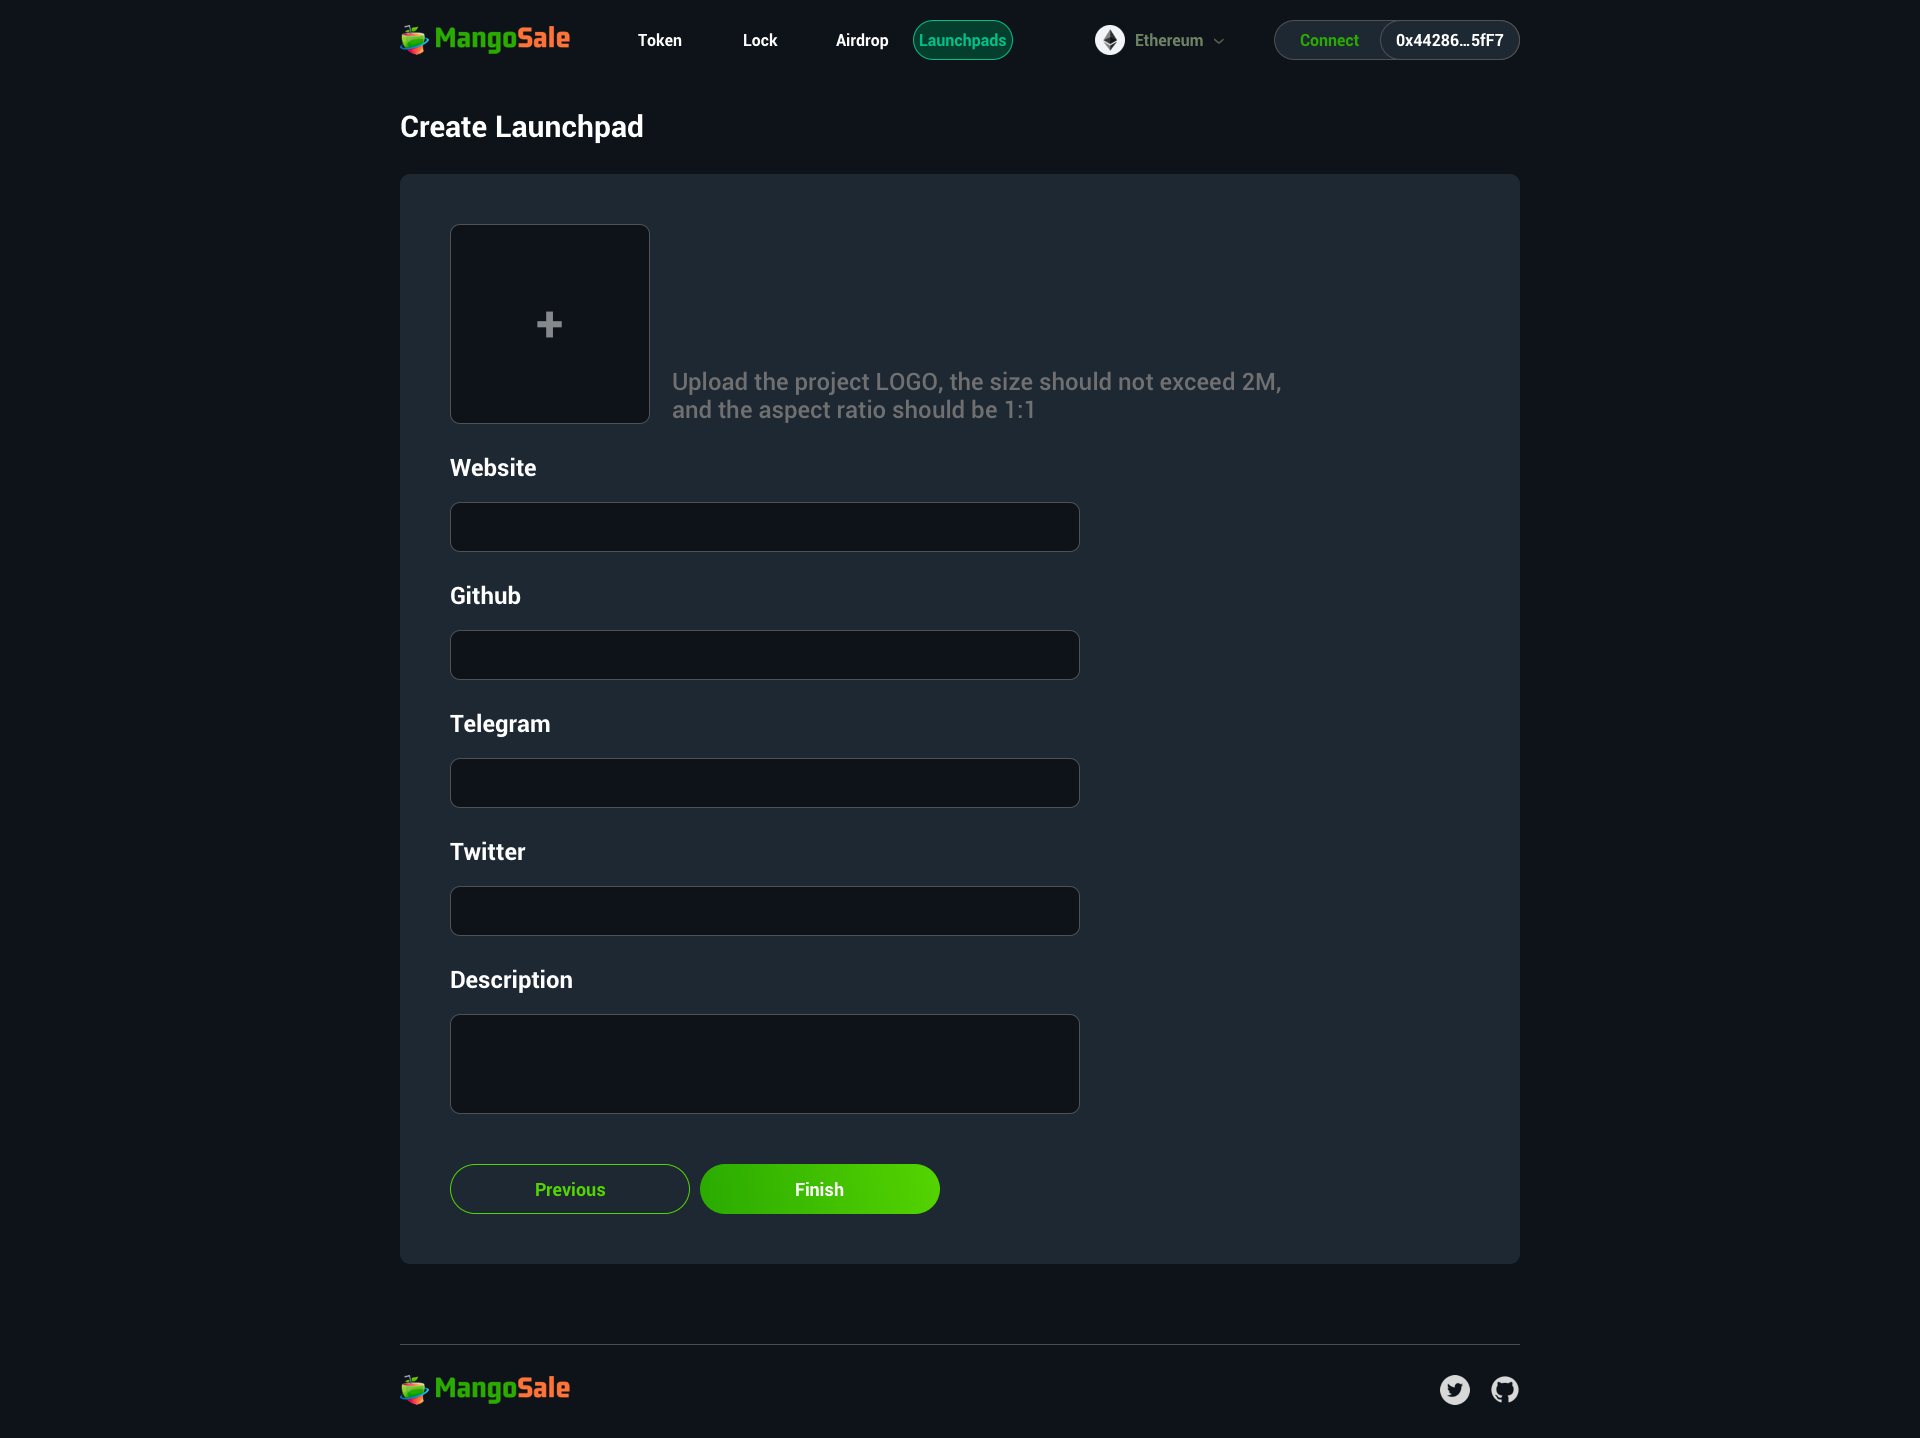 MangoSale
Token
Lock
Airdrop
Launchpads
Ethereum
Connect
0x44286...5fF7
Create Launchpad
Upload the project LOGO, the size should not exceed 2M,
and the aspect ratio should be 1:1
Website
Github
Telegram
Twitter
Description
Previous
Finish
MangoSale